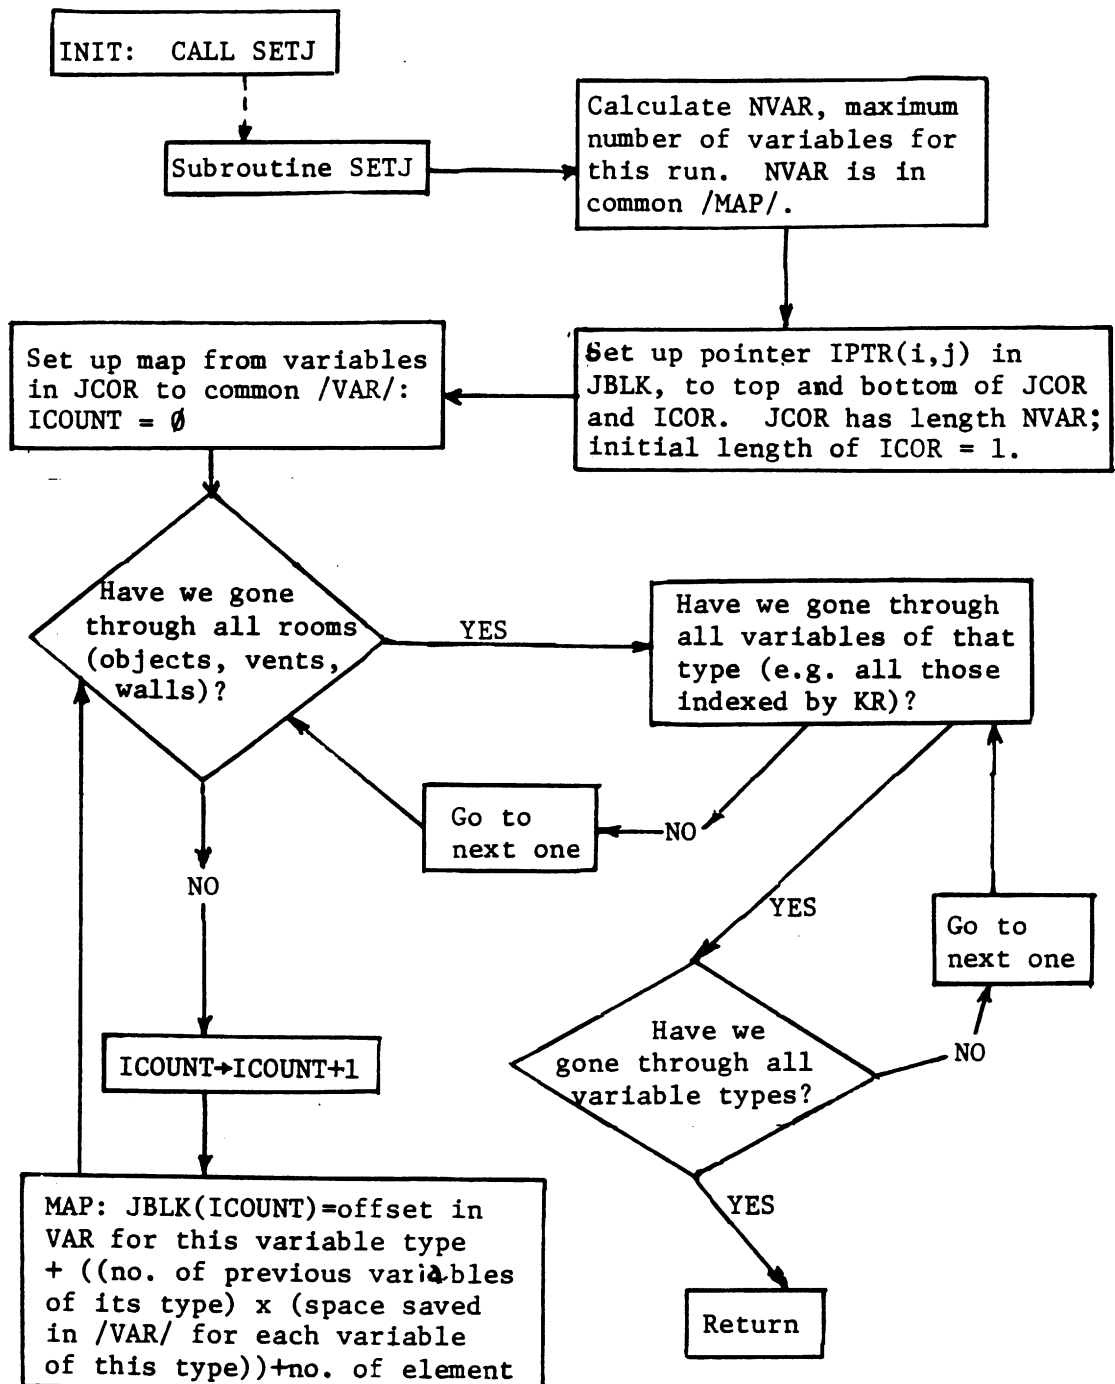 INIT: CALL SETJ
Subroutine SETJ
Calculate NVAR, maximum
number of variables for
this run. NVAR is in
common /MAP/.
Set up pointer IPTR(i,j) in
JBLK, to top and bottom of JCOR
and ICOR. JCOR has length NVAR;
initial length of ICOR = 1.
Set up map from variables
in JCOR to common /VAR/:
ICOUNT = Ø
Have we gone
through all rooms
(objects, vents,
walls)?
YES
Have we gone through
all variables of that
type (e.g. all those
indexed by KR)?
NO
Go to
next one
NO
YES
Go to
next one
Have we
gone through all
variable types?
NO
ICOUNT→ICOUNT+1
MAP: JBLK(ICOUNT)=offset in
VAR for this variable type
+ ((no. of previous variables
of its type) x (space saved
in /VAR/ for each variable
of this type))+no. of element
YES
Return